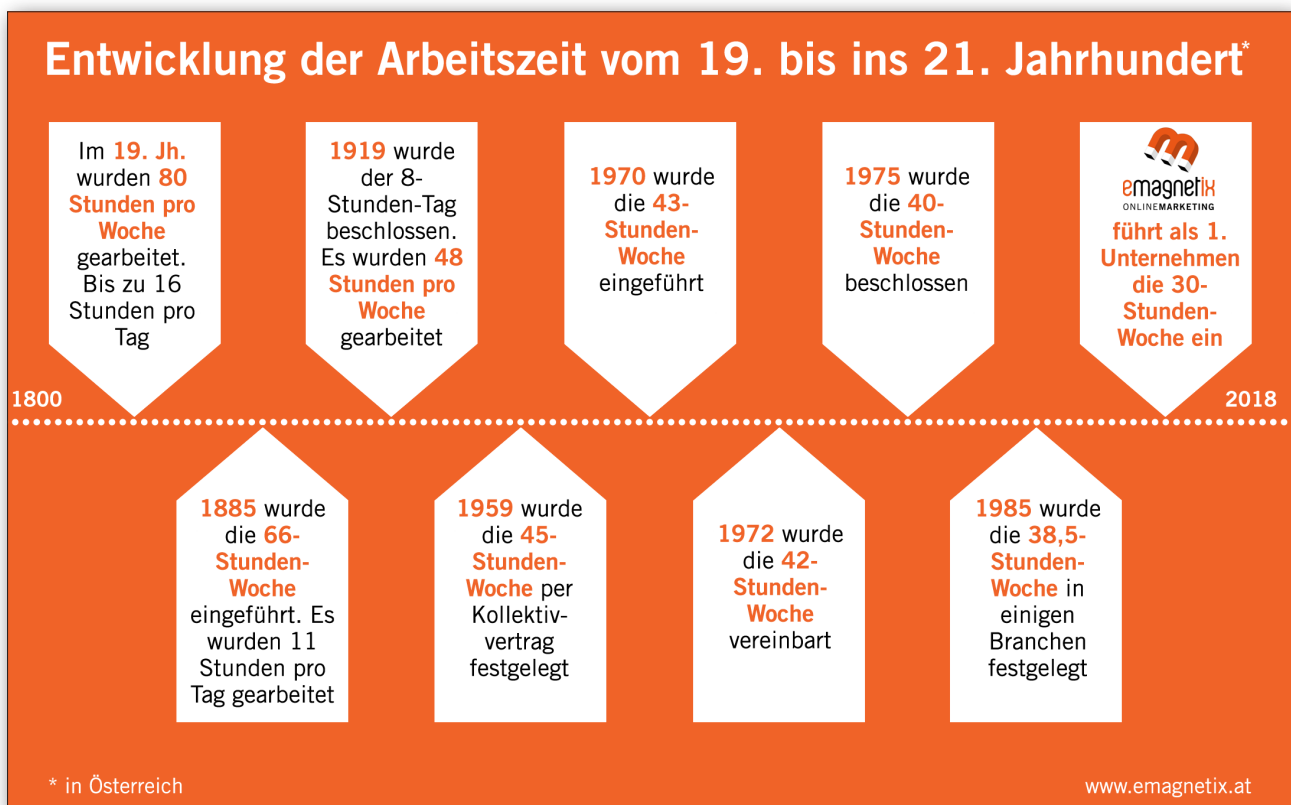 Entwicklung der Arbeitszeit vom 19. bis ins 21. Jahrhundert*
Im 19. Jh.
wurden 80
Stunden pro
Woche
gearbeitet.
Bis zu 16
Stunden pro
Tag
1919 wurde
der 8-
Stunden-Tag
beschlossen.
Es wurden 48
Stunden pro
Woche
gearbeitet
1970 wurde
die 43-
Stunden-
Woche
eingeführt
1975 wurde
die 40-
Stunden-
Woche
beschlossen
emagnetix
ONLINEMARKETING
führt als 1.
Unternehmen
die 30-
Stunden-
Woche ein
1800
2018
1885 wurde
die 66-
Stunden-
Woche
eingeführt. Es
wurden 11
Stunden pro
Tag gearbeitet
1959 wurde
die 45-
Stunden-
Woche per
Kollektiv-
vertrag
festgelegt
1972 wurde
die 42-
Stunden-
Woche
vereinbart
1985 wurde
die 38,5-
Stunden-
Woche in
einigen
Branchen
festgelegt
* in Österreich
www.emagnetix.at